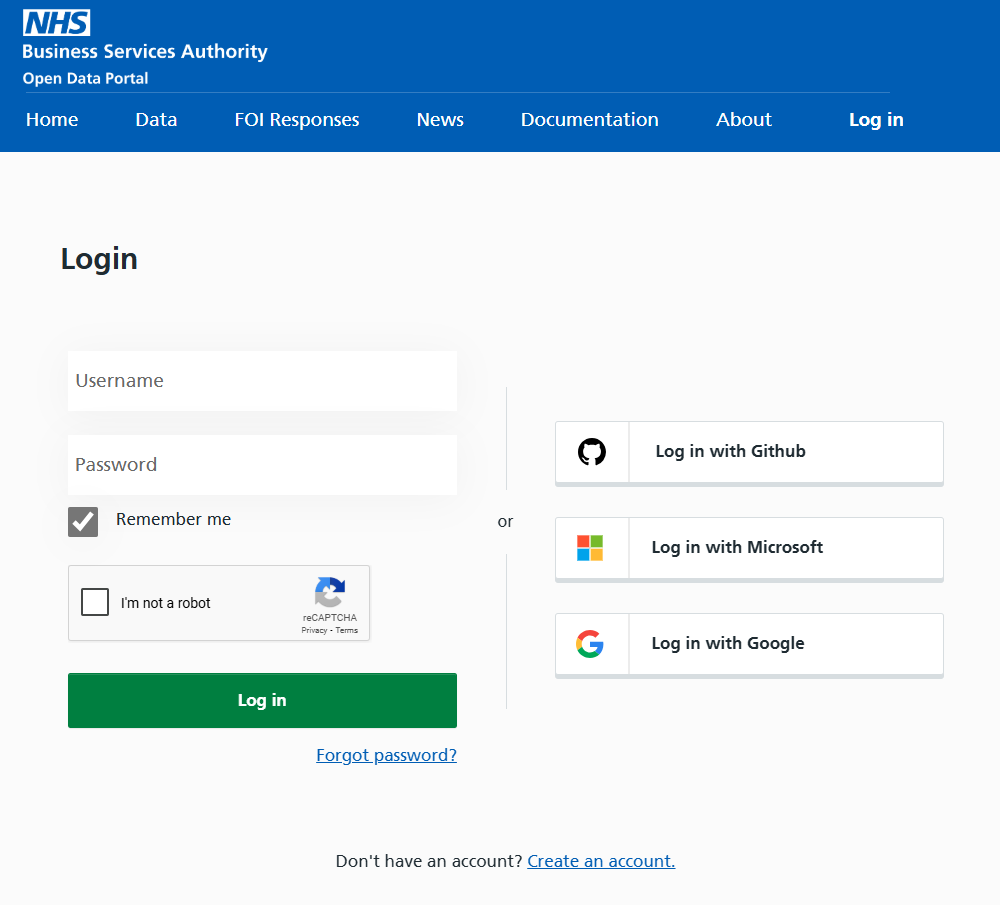 NHS
Business Services Authority
Open Data Portal
Home Data FOI Responses News Documentation About Log in
Login
Username
Password
Remember me
I'm not a robot
reCAPTCHA
Privacy - Terms
Log in
Forgot password?
or
Log in with Github
Log in with Microsoft
Log in with Google
Don't have an account? Create an account.